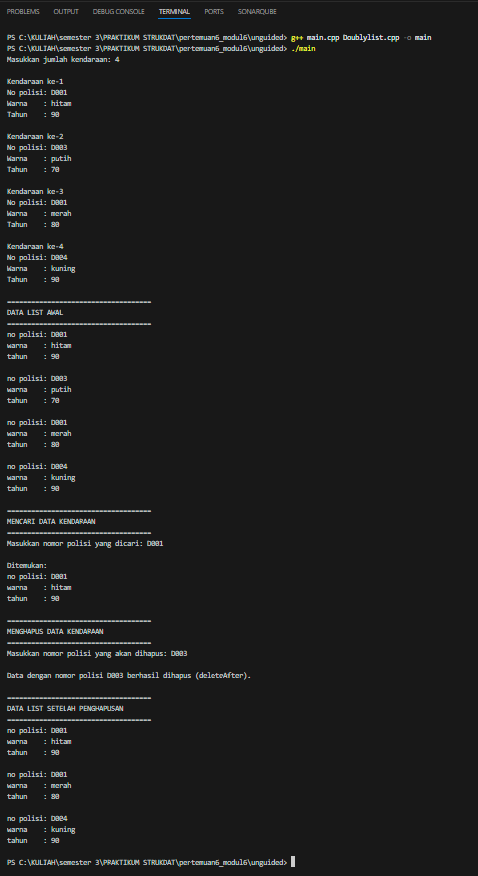 PROBLEMS OUTPUT DEBUG CONSOLE TERMINAL PORTS SONARQUBE
PS C:\KULIAH\semester 3\PRAKTIKUM STRUKDAT\pertemuan6_modul6\unguided> g++ main.cpp Doublylist.cpp -o main
PS C:\KULIAH\semester 3\PRAKTIKUM STRUKDAT\pertemuan6_modul6\unguided> ./main
Masukkan jumlah kendaraan: 4
Kendaraan ke-1
No polisi: D001
Warna    : hitam
Tahun    : 90
Kendaraan ke-2
No polisi: D003
Warna    : putih
Tahun    : 70
Kendaraan ke-3
No polisi: D001
Warna    : merah
Tahun    : 80
Kendaraan ke-4
No polisi: D004
Warna    : kuning
Tahun    : 90
====================================
DATA LIST AWAL
====================================
no polisi: D001
warna    : hitam
tahun    : 90
no polisi: D003
warna    : putih
tahun    : 70
no polisi: D001
warna    : merah
tahun    : 80
no polisi: D004
warna    : kuning
tahun    : 90
====================================
MENCARI DATA KENDARAAN
====================================
Masukkan nomor polisi yang dicari: D001
Ditemukan:
no polisi: D001
warna    : hitam
tahun    : 90
====================================
MENGHAPUS DATA KENDARAAN
====================================
Masukkan nomor polisi yang akan dihapus: D003
Data dengan nomor polisi D003 berhasil dihapus (deleteAfter).
====================================
DATA LIST SETELAH PENGHAPUSAN
====================================
no polisi: D001
warna    : hitam
tahun    : 90
no polisi: D001
warna    : merah
tahun    : 80
no polisi: D004
warna    : kuning
tahun    : 90
PS C:\KULIAH\semester 3\PRAKTIKUM STRUKDAT\pertemuan6_modul6\unguided>